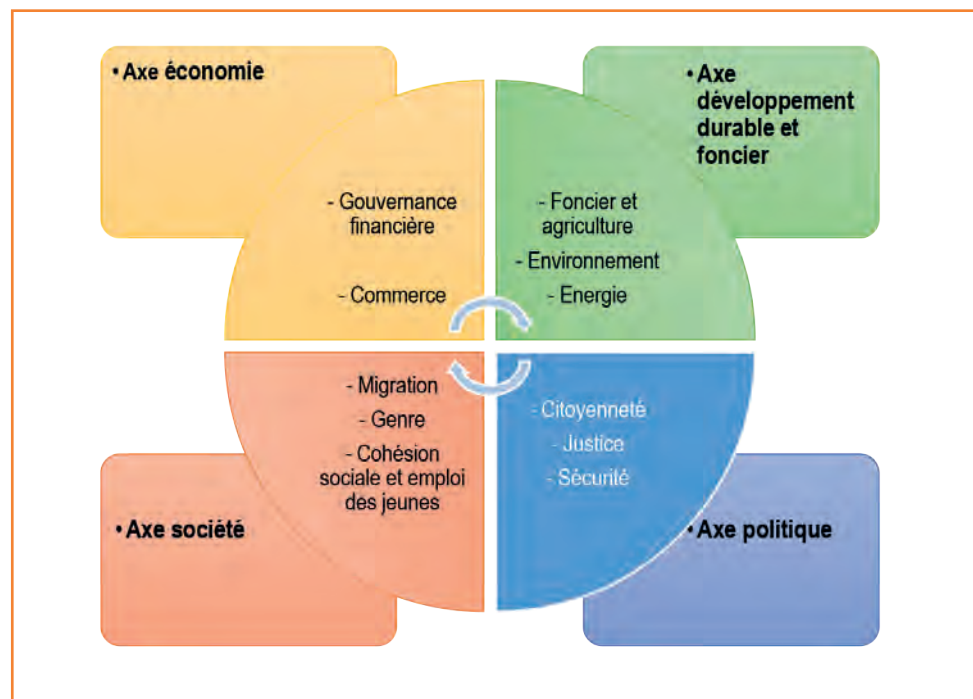 • Axe économie
- Gouvernance
financière
- Commerce
• Axe
développement
durable et
foncier
- Foncier et
agriculture
- Environnement
- Energie
- Migration
- Genre
- Cohésion
sociale et emploi
des jeunes
• Axe société
- Citoyenneté
- Justice
- Sécurité
• Axe politique